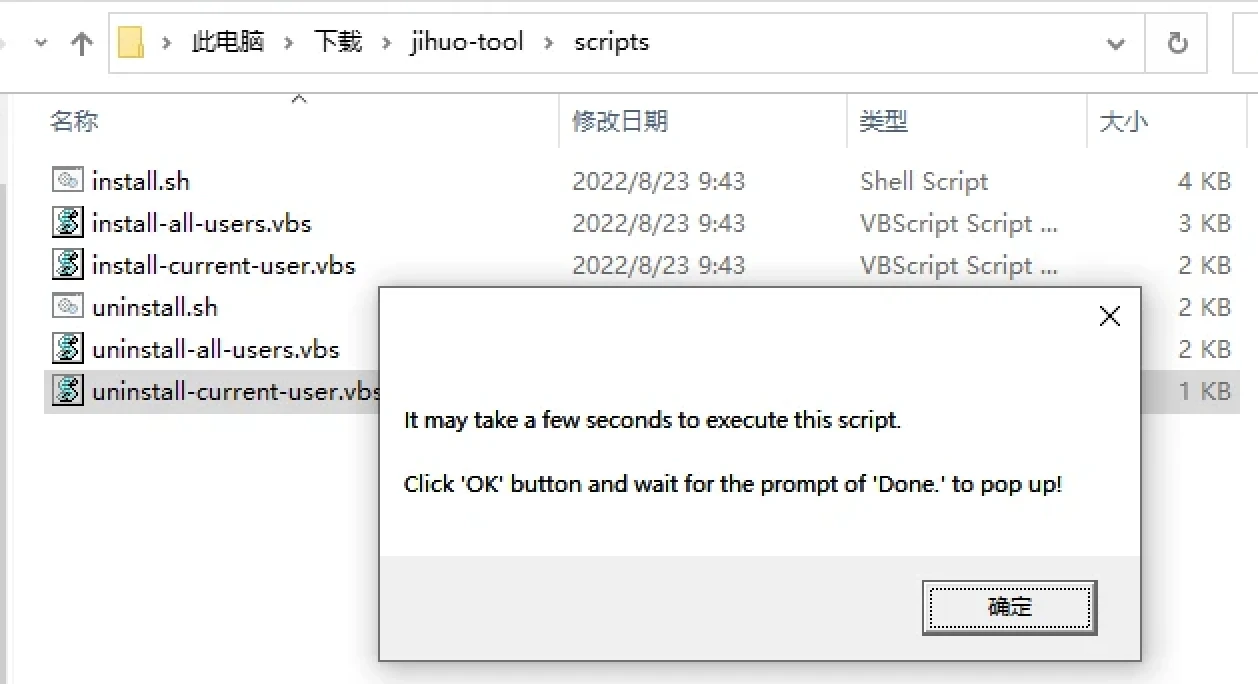 此电脑 下载 jihuo-tool scripts
名称 修改日期 类型 大小
install.sh 2022/8/23 9:43 Shell Script 4 KB
install-all-users.vbs 2022/8/23 9:43 VBScript Script ... 3 KB
install-current-user.vbs 2022/8/23 9:43 VBScript Script ... 2 KB
uninstall.sh 2 KB
uninstall-all-users.vbs 2 KB
uninstall-current-user.vbs 1 KB
It may take a few seconds to execute this script.
Click 'OK' button and wait for the prompt of 'Done.' to pop up!
确定